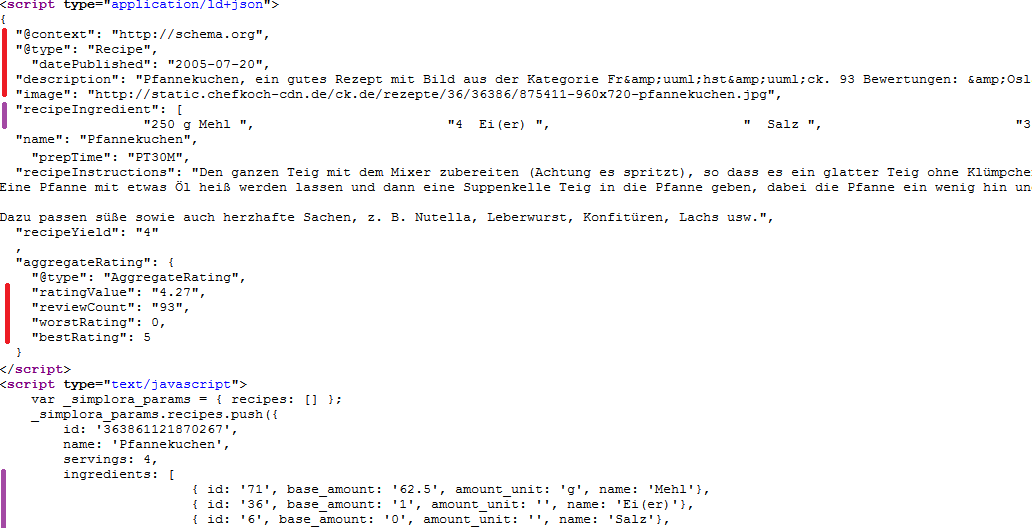 <script type="application/ld+json">
{
"@context": "http://schema.org",
"@type": "Recipe",
"datePublished": "2005-07-20",
"description": "Pfannekuchen, ein gutes Rezept mit Bild aus der Kategorie Fr&amp;uuml;hst&amp;uuml;ck. 93 Bewertungen: &amp;Osl
"image": "http://static.chefkoch-cdn.de/ck.de/rezepte/36/36386/875411-960x720-pfannekuchen.jpg",
"recipeIngredient": [
"250 g Mehl ", "4  Ei(er) ", "  Salz ", "3
"name": "Pfannekuchen",
"prepTime": "PT30M",
"recipeInstructions": "Den ganzen Teig mit dem Mixer zubereiten (Achtung es spritzt), so dass es ein glatter Teig ohne Klümpche
Eine Pfanne mit etwas Öl heiß werden lassen und dann eine Suppenkelle Teig in die Pfanne geben, dabei die Pfanne ein wenig hin un
Dazu passen süße sowie auch herzhafte Sachen, z. B. Nutella, Leberwurst, Konfitüren, Lachs usw.",
"recipeYield": "4"
,
"aggregateRating": {
"@type": "AggregateRating",
"ratingValue": "4.27",
"reviewCount": "93",
"worstRating": 0,
"bestRating": 5
}
</script>
<script type="text/javascript">
var _simplora_params = { recipes: [] };
_simplora_params.recipes.push({
id: '363861121870267',
name: 'Pfannekuchen',
servings: 4,
ingredients: [
{ id: '71', base_amount: '62.5', amount_unit: 'g', name: 'Mehl'},
{ id: '36', base_amount: '1', amount_unit: '', name: 'Ei(er)'},
{ id: '6', base_amount: '0', amount_unit: '', name: 'Salz'},